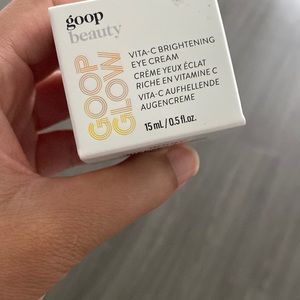 goop
beauty
GOOP
GLOW
VITA-C BRIGHTENING
EYE CREAM
CRÈME YEUX ÉCLAT
RICHE EN VITAMINE C
VITA-C AUFHELLENDE
AUGENCREME
15 mL / 0.5 fl.oz.